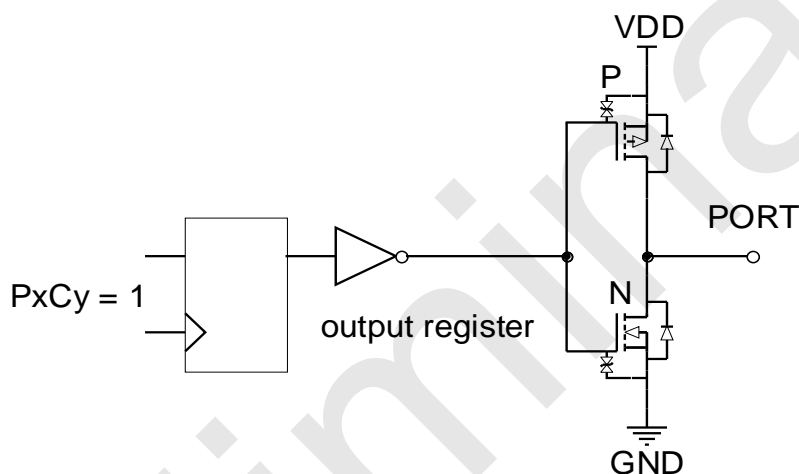 VDD
P
PORT
PxCy = 1
N
output register
GND